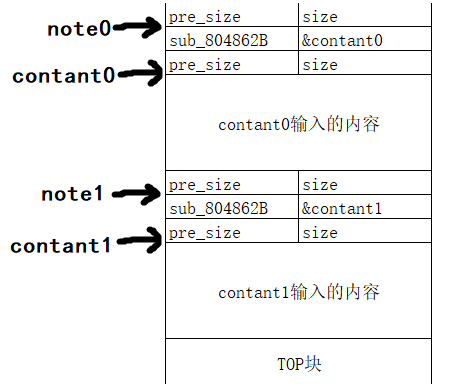 note0
pre_size size
sub_804862B &contant0
contant0
pre_size size
contant0输入的内容
note1
pre_size size
sub_804862B &contant1
contant1
pre_size size
contant1输入的内容
TOP块